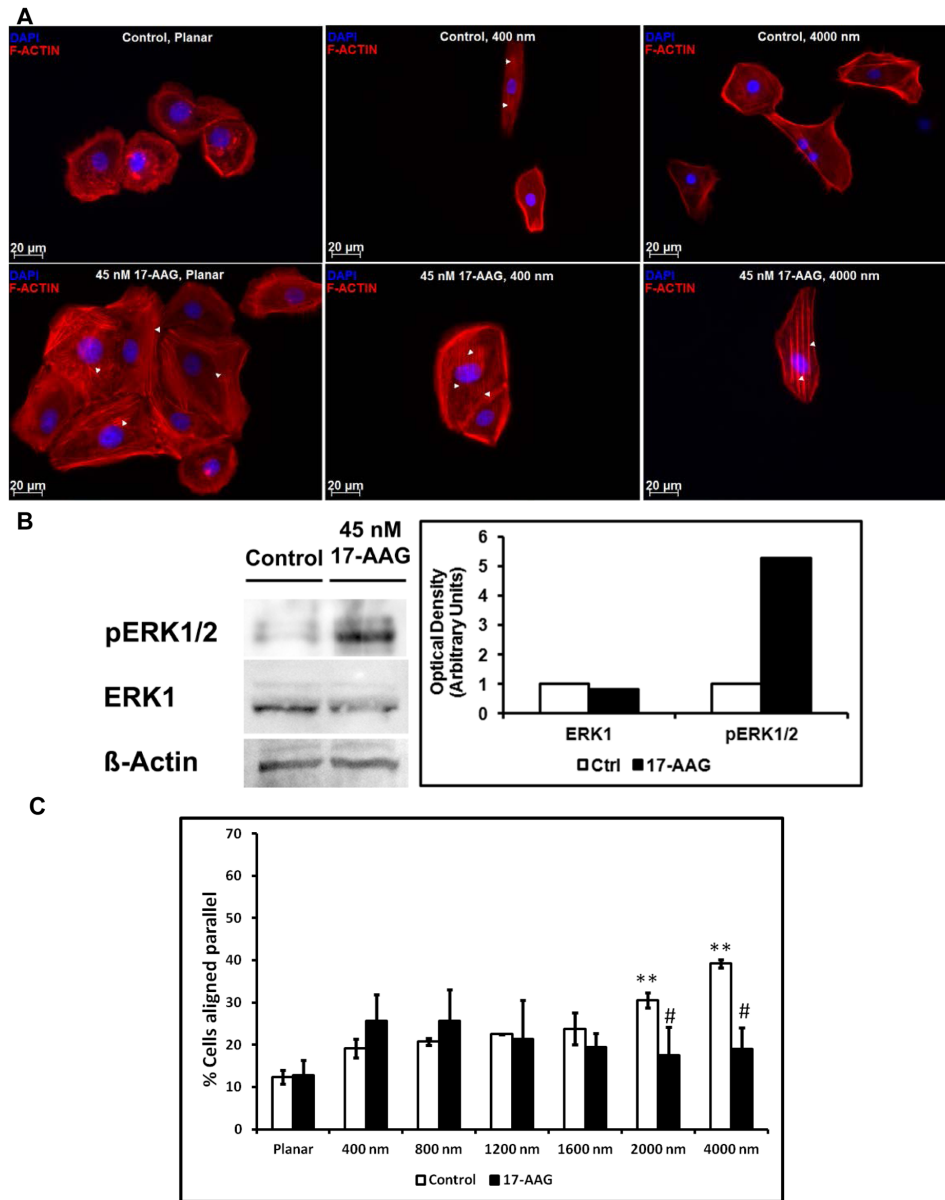 A
DAPI
F-ACTIN
Control, Planar
20 µm
DAPI
F-ACTIN
Control, 400 nm
20 µm
DAPI
F-ACTIN
Control, 4000 nm
20 µm
DAPI
F-ACTIN
45 nM 17-AAG, Planar
20 µm
DAPI
F-ACTIN
45 nM 17-AAG, 400 nm
20 µm
DAPI
F-ACTIN
45 nM 17-AAG, 4000 nm
20 µm
B
Control
45 nM
17-AAG
pERK1/2
ERK1
ß-Actin
Optical Density
(Arbitrary Units)
6
5
4
3
2
1
0
ERK1
pERK1/2
Ctrl
17-AAG
C
% Cells aligned parallel
70
60
50
40
30
20
10
0
**
#
**
#
Planar
400 nm
800 nm
1200 nm
1600 nm
2000 nm
4000 nm
Control
17-AAG